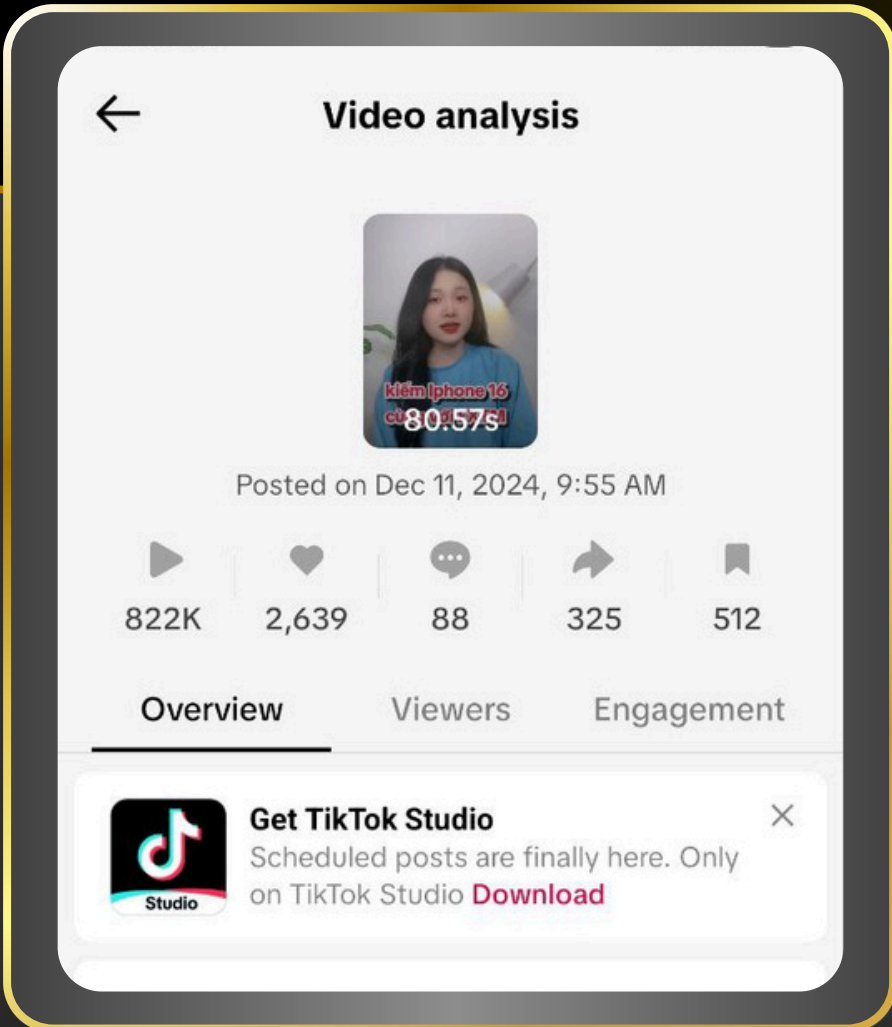 Video analysis
kiếm Iphone 16
80.57s
Posted on Dec 11, 2024, 9:55 AM
822K 2,639 88 325 512
Overview Viewers Engagement
Get TikTok Studio
Scheduled posts are finally here. Only
on TikTok Studio Download
Studio